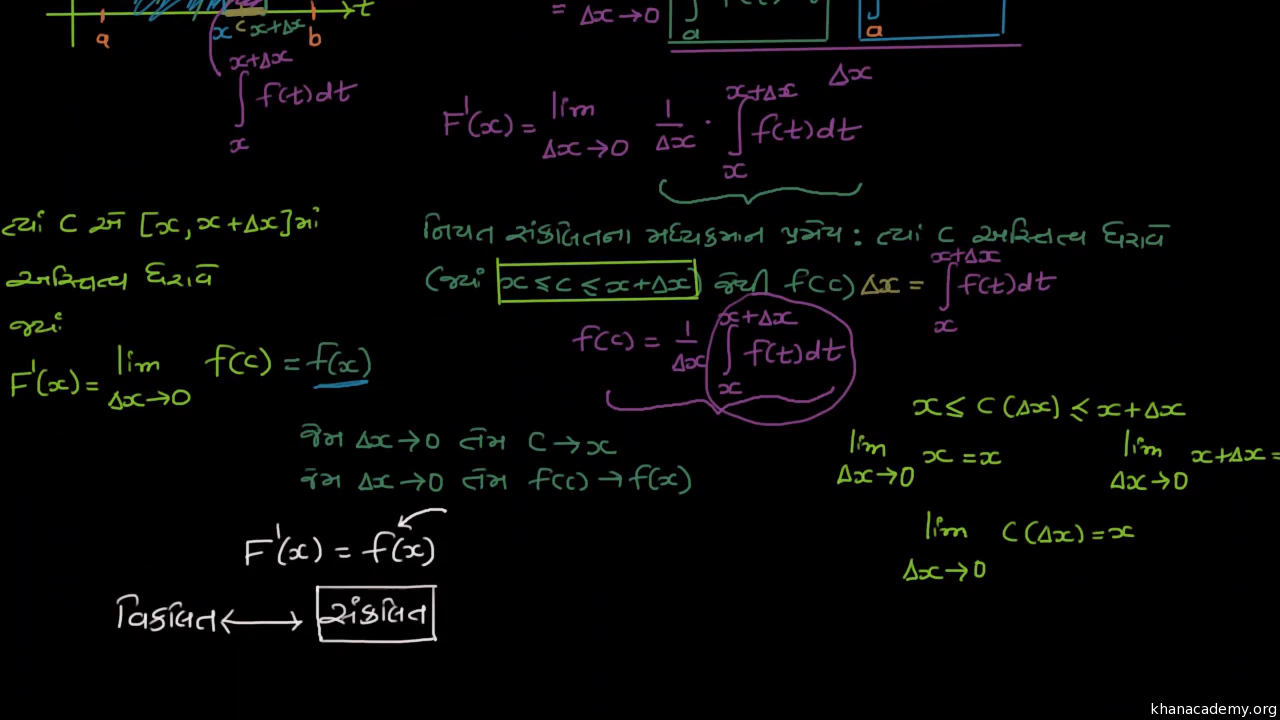 x c x+Δx t
a b
= Δx→0 a a
x+Δx
∫ f(t)dt
x
Δx
F'(x) = lim Δx→0 1/Δx · ∫ x x+Δx f(t)dt
ત્યાં C એ [x, x+Δx]માં
અસ્તિત્વ ધરાવે
જ્યાં
F'(x) = lim Δx→0 f(c) = f(x)
નિયત સંકલિતના મધ્યકમાન પ્રમેય : ત્યાં C અસ્તિત્વ ધરાવે
(જ્યાં x ≤ c ≤ x+Δx) જેથી f(c) Δx = ∫ x x+Δx f(t)dt
f(c) = 1/Δx ∫ x x+Δx f(t)dt
જેમ Δx→0 તેમ C→x
જેમ Δx→0 તેમ f(c)→f(x)
x ≤ C(Δx) ≤ x+Δx
lim Δx→0 x = x lim Δx→0 x+Δx =
lim Δx→0 C(Δx) = x
F'(x) = f(x)
વિકલિત ⟷ સંકલિત
khanacademy.org